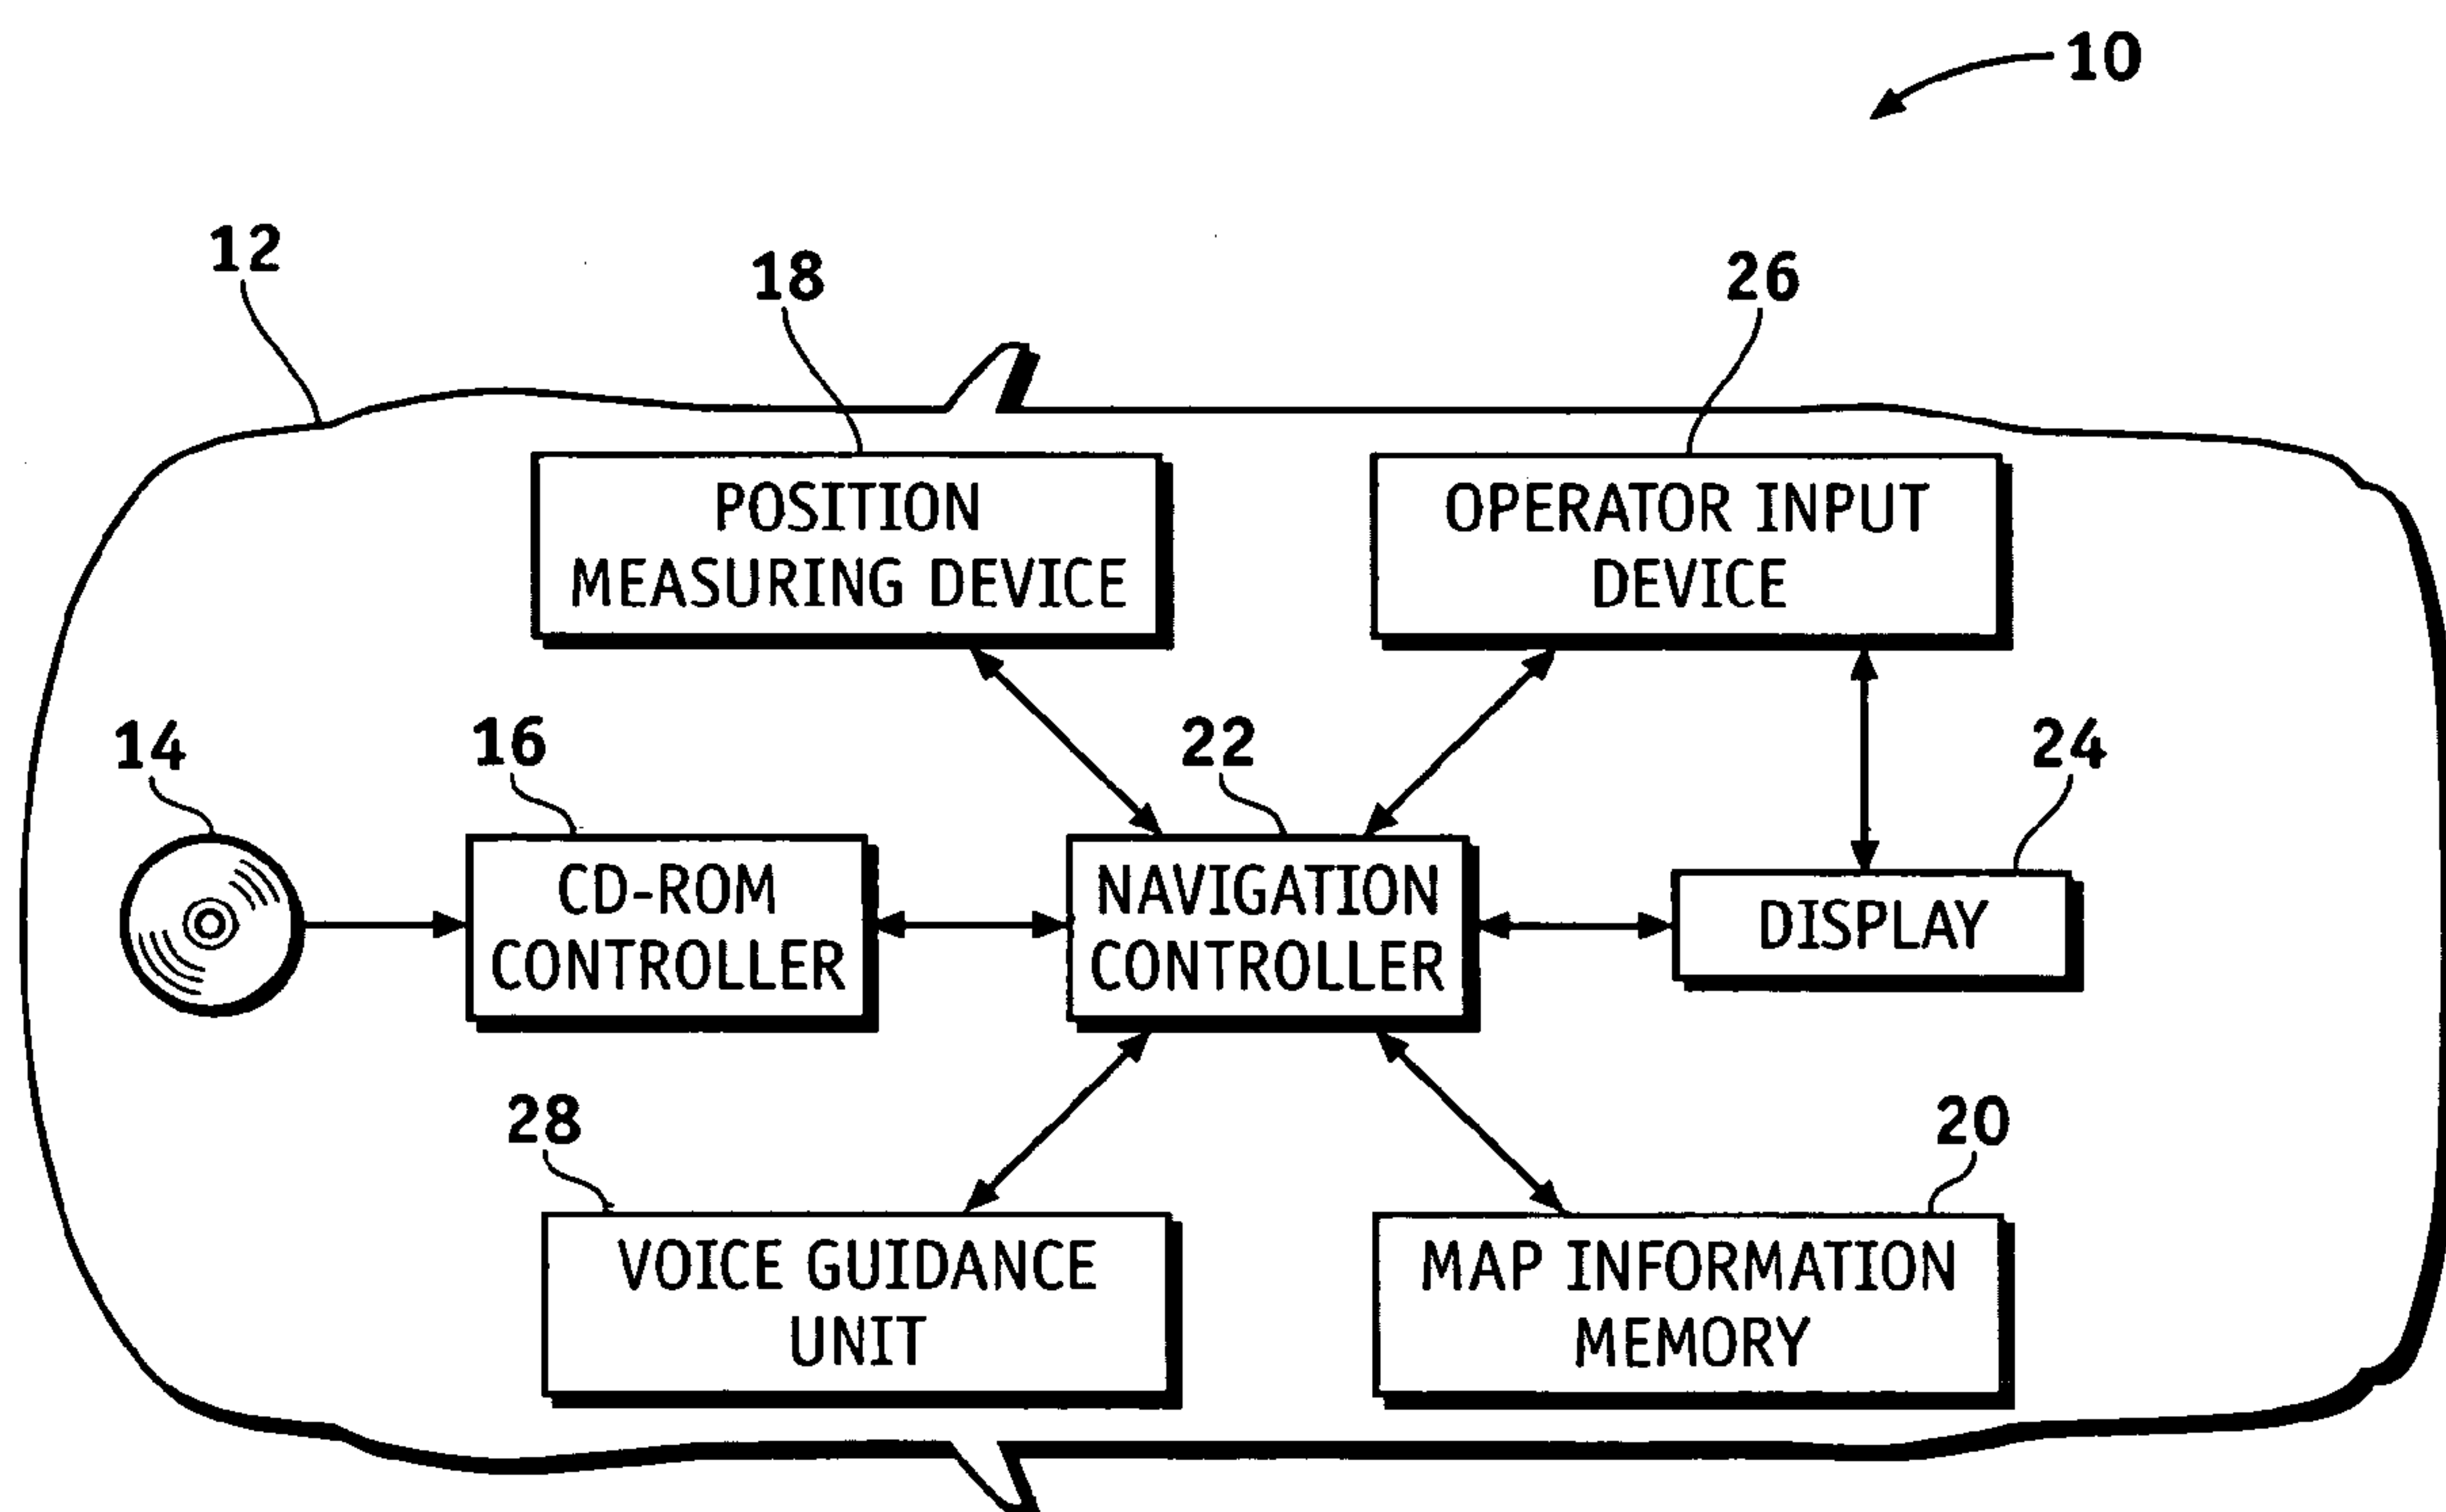 10
12
18
26
POSITION
MEASURING DEVICE
OPERATOR INPUT
DEVICE
14
16
22
24
CD-ROM
CONTROLLER
NAVIGATION
CONTROLLER
DISPLAY
28
20
VOICE GUIDANCE
UNIT
MAP INFORMATION
MEMORY